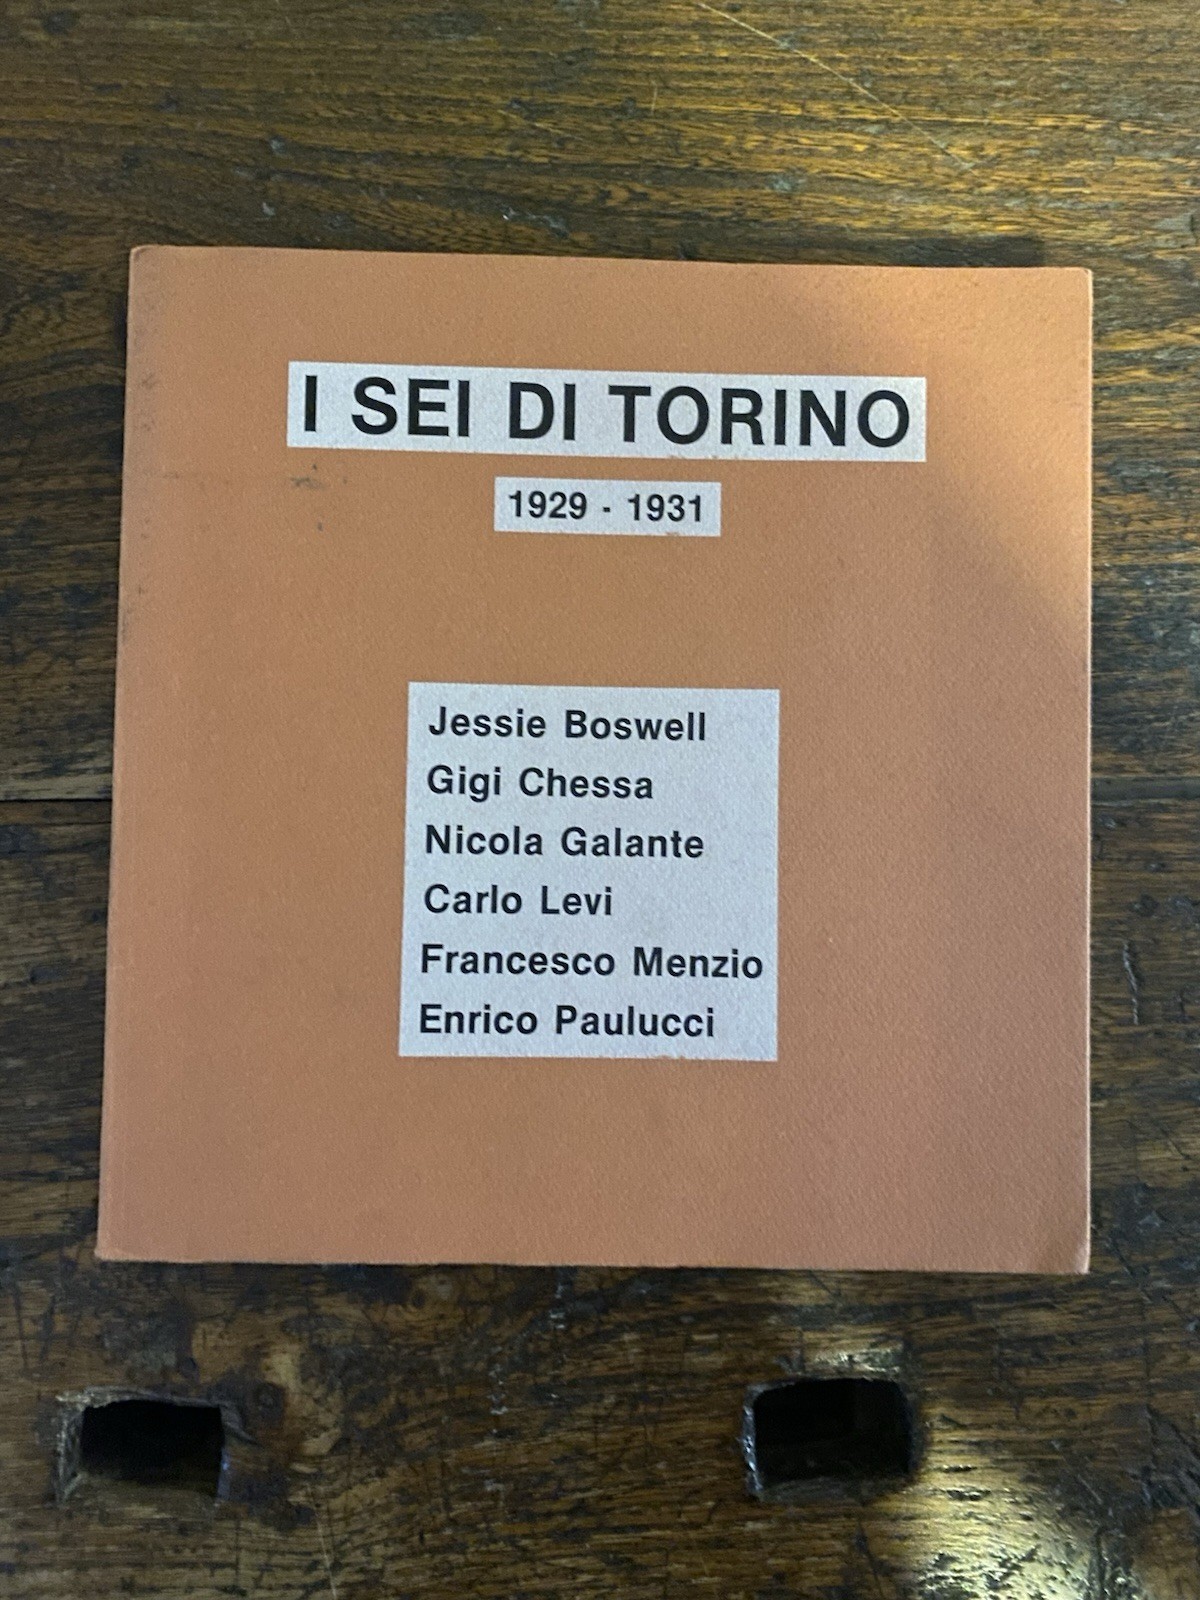 I SEI DI TORINO
1929 - 1931
Jessie Boswell
Gigi Chessa
Nicola Galante
Carlo Levi
Francesco Menzio
Enrico Paulucci